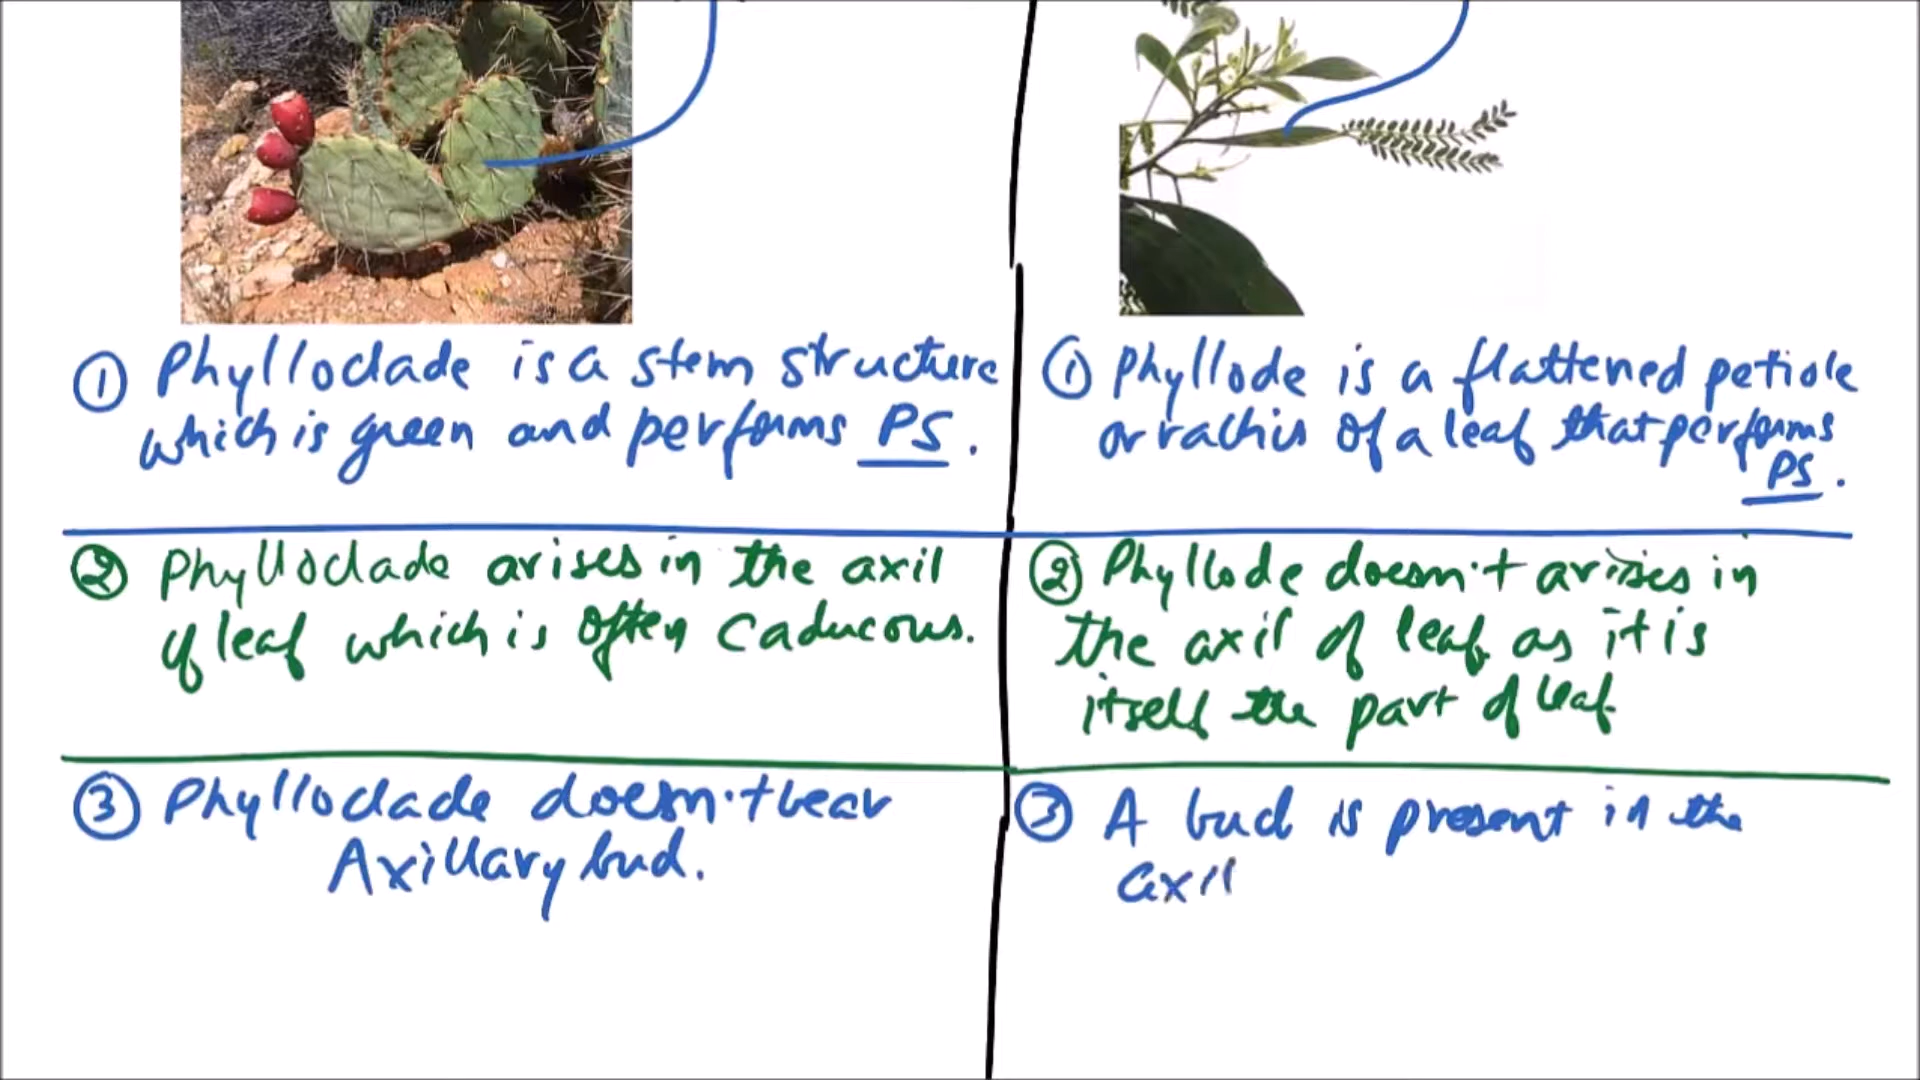 ① Phylloclade is a stem structure
which is green and performs PS.
① Phyllode is a flattened petiole
or rachis of a leaf that performs
PS.
② Phylloclade arises in the axil
of leaf which is often caducous.
② Phyllode doesn't arises in
the axil of leaf as it is
itself the part of leaf
③ Phylloclade doesn't bear
Axillary bud.
③ A bud is present in the
axil